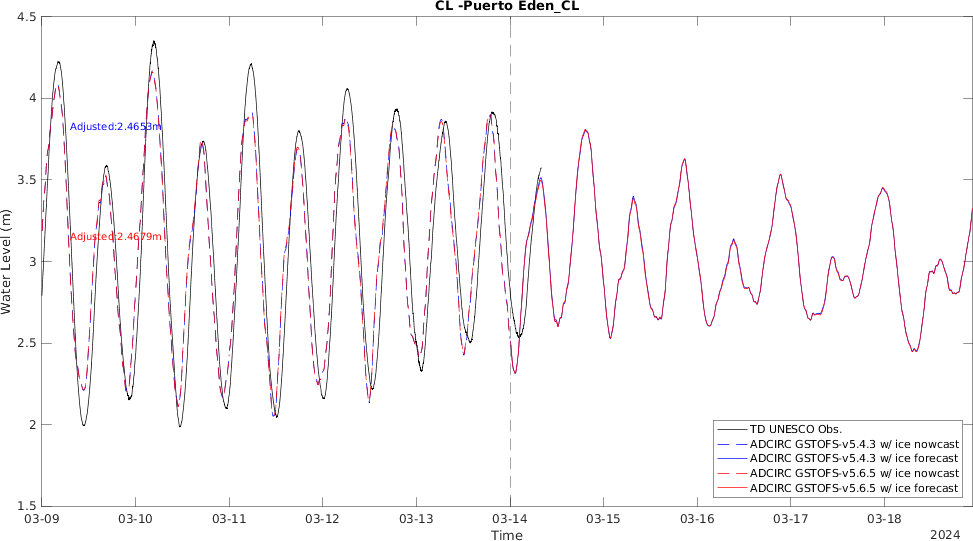 CL -Puerto Eden_CL
4.5
4
3.5
3
2.5
2
1.5
Water Level (m)
Adjusted:2.4653m
Adjusted:2.4679m
TD UNESCO Obs.
ADCIRC GSTOFS-v5.4.3 w/ ice nowcast
ADCIRC GSTOFS-v5.4.3 w/ ice forecast
ADCIRC GSTOFS-v5.6.5 w/ ice nowcast
ADCIRC GSTOFS-v5.6.5 w/ ice forecast
03-09 03-10 03-11 03-12 03-13 03-14 03-15 03-16 03-17 03-18
Time
2024